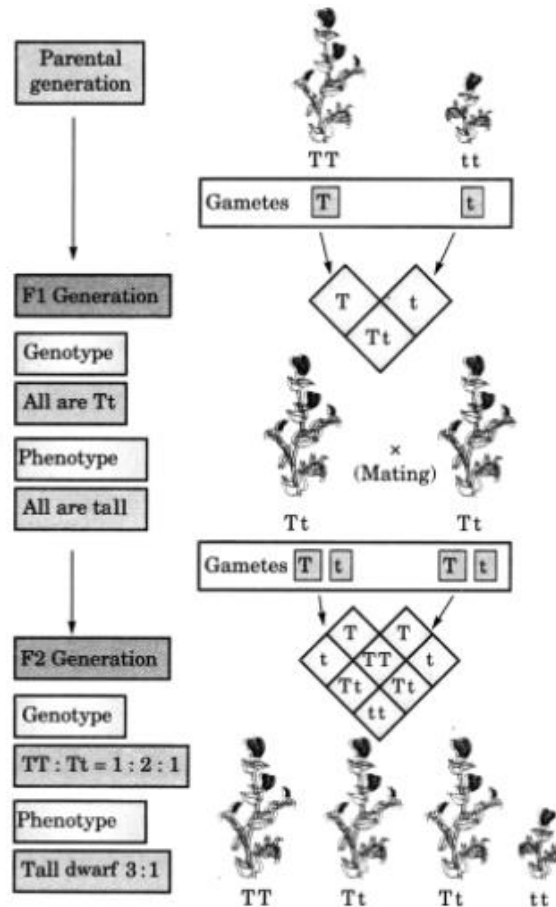 Parental
generation
TT tt
Gametes T t
F1 Generation
T t
Tt
Genotype
All are Tt
Phenotype
All are tall
×
(Mating)
Tt Tt
Gametes T t T t
F2 Generation
T T
t TT t
Tt Tt
tt
Genotype
TT : Tt = 1 : 2 : 1
Phenotype
Tall dwarf 3 : 1
TT Tt Tt tt